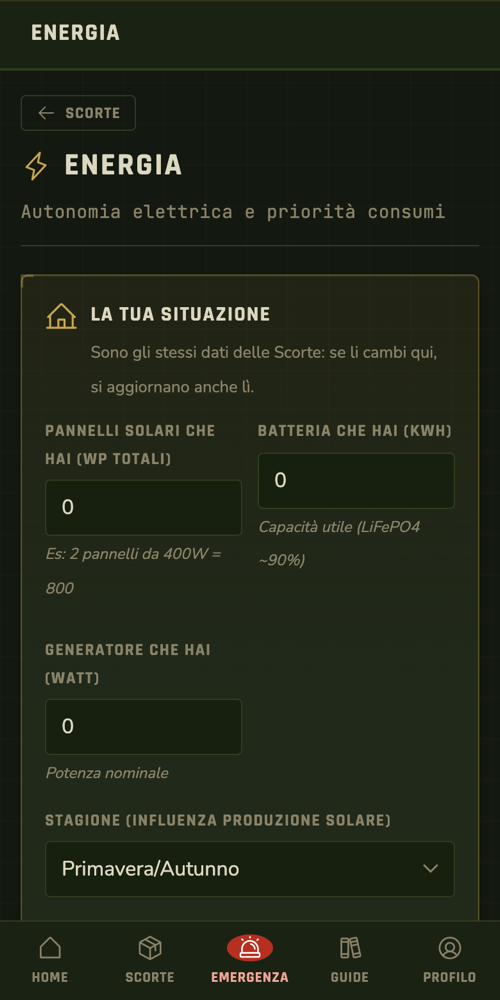 ENERGIA
SCORTE
ENERGIA
Autonomia elettrica e priorità consumi
LA TUA SITUAZIONE
Sono gli stessi dati delle Scorte: se li cambi qui,
si aggiornano anche lì.
PANNELLI SOLARI CHE
HAI (WP TOTALI)
0
Es: 2 pannelli da 400W =
800
BATTERIA CHE HAI (KWH)
0
Capacità utile (LiFePO4
~90%)
GENERATORE CHE HAI
(WATT)
0
Potenza nominale
STAGIONE (INFLUENZA PRODUZIONE SOLARE)
Primavera/Autunno
HOME
SCORTE
EMERGENZA
GUIDE
PROFILO